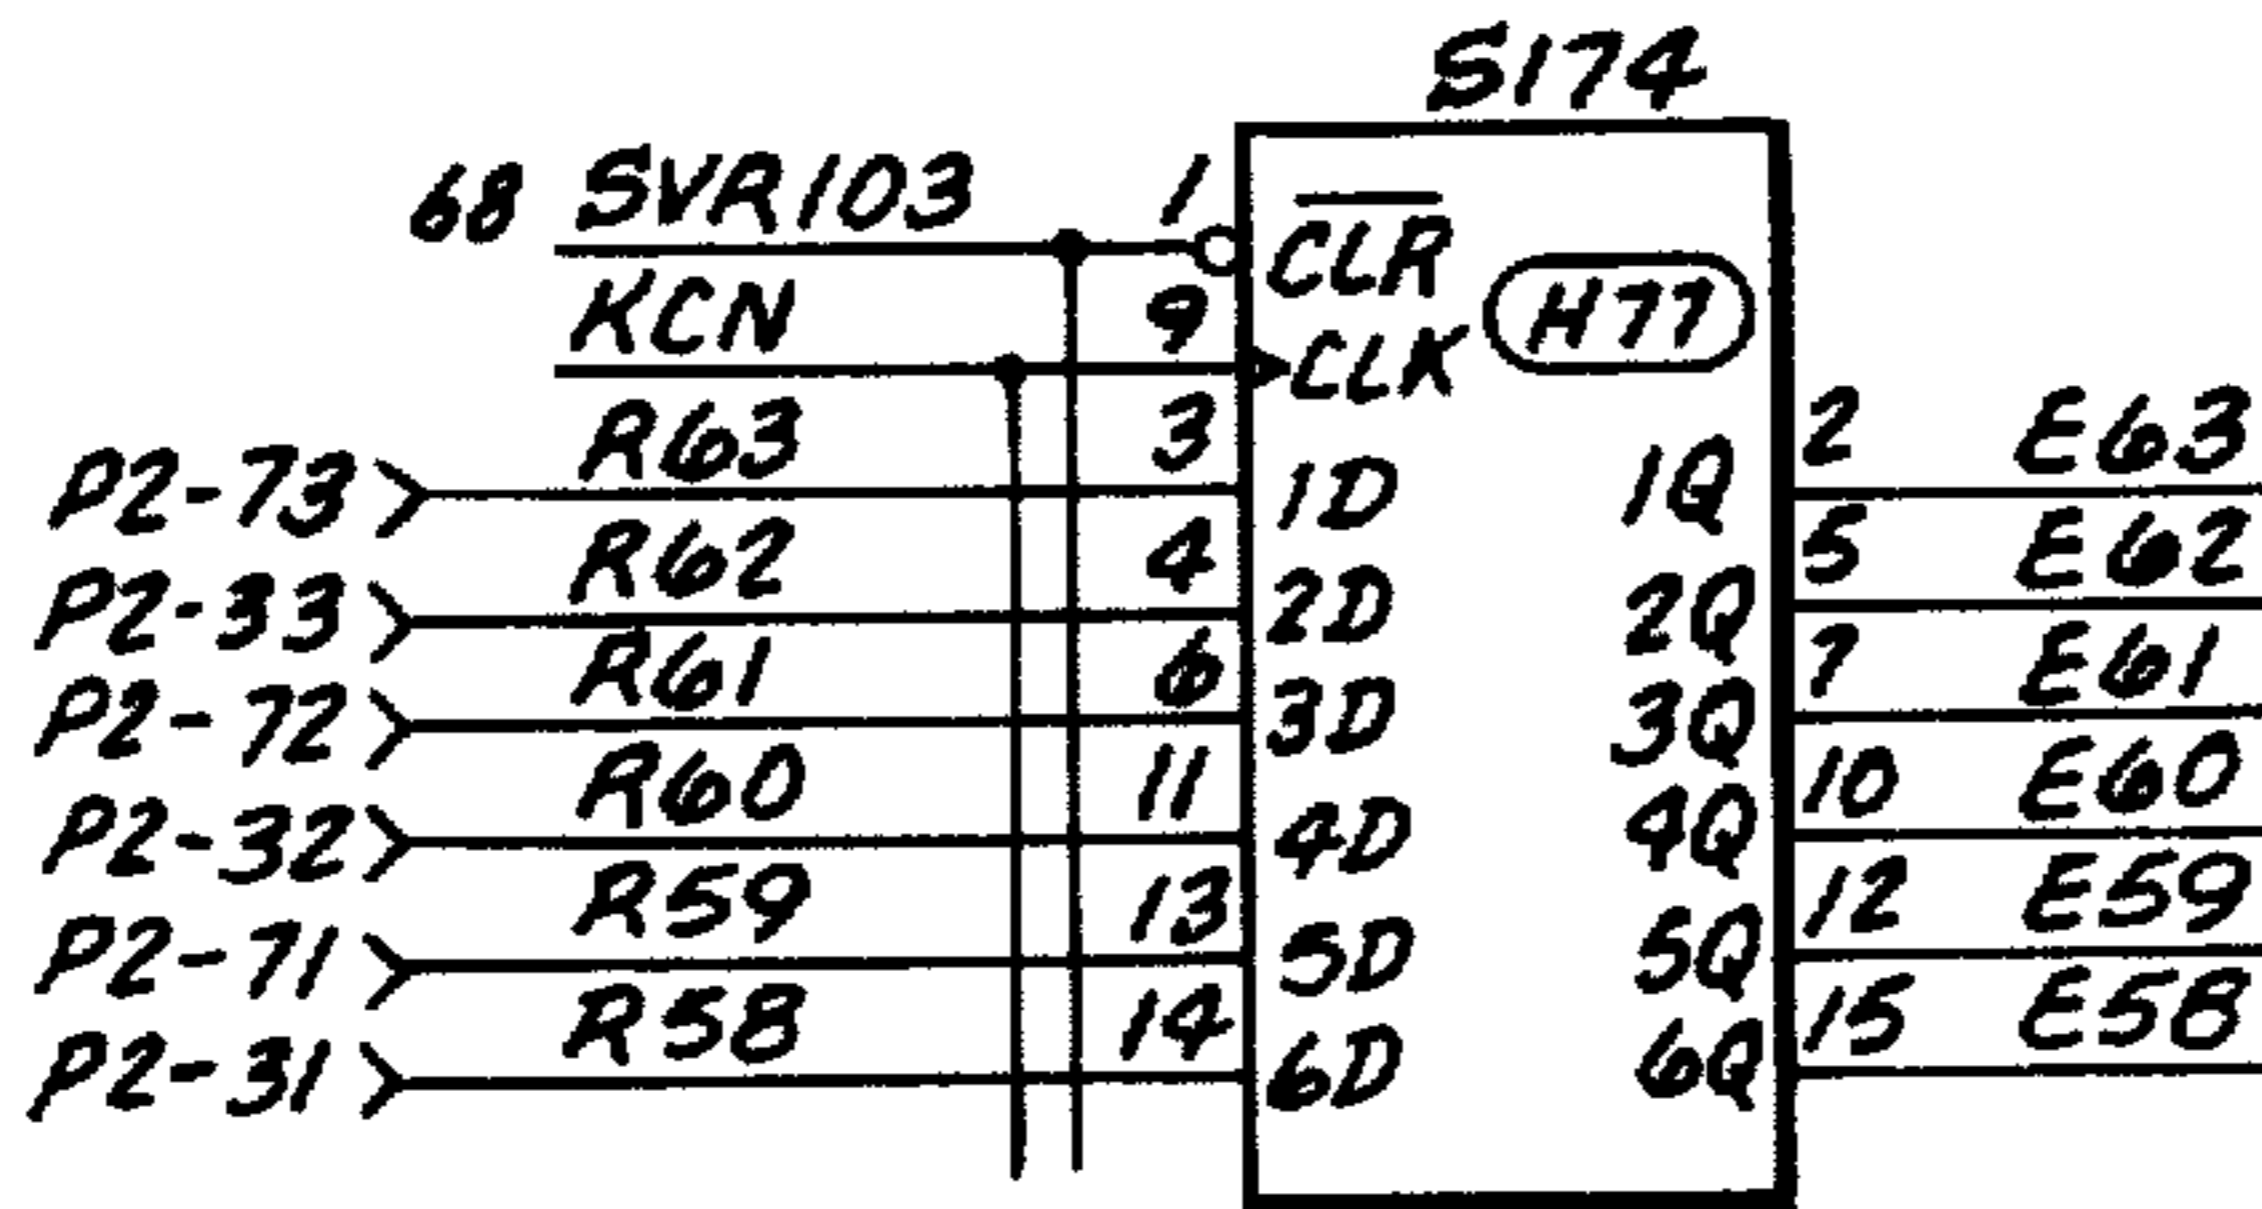 S174
68 SVR103 1 CLR
KCN 9 CLK H77
P2-73 R63 3 1D 1Q 2 E63
P2-33 R62 4 2D 2Q 5 E62
P2-72 R61 6 3D 3Q 7 E61
P2-32 R60 11 4D 4Q 10 E60
P2-71 R59 13 5D 5Q 12 E59
P2-31 R58 14 6D 6Q 15 E58